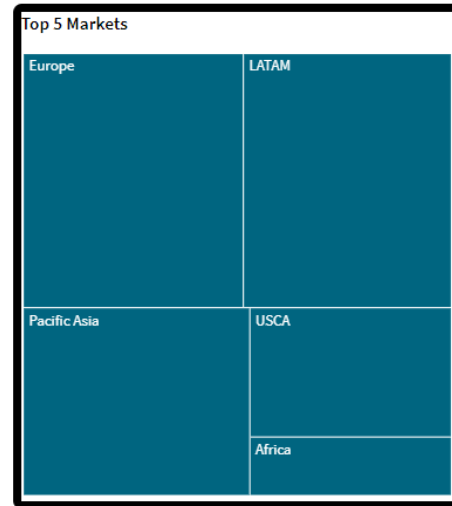 Top 5 Markets
Europe
LATAM
Pacific Asia
USCA
Africa